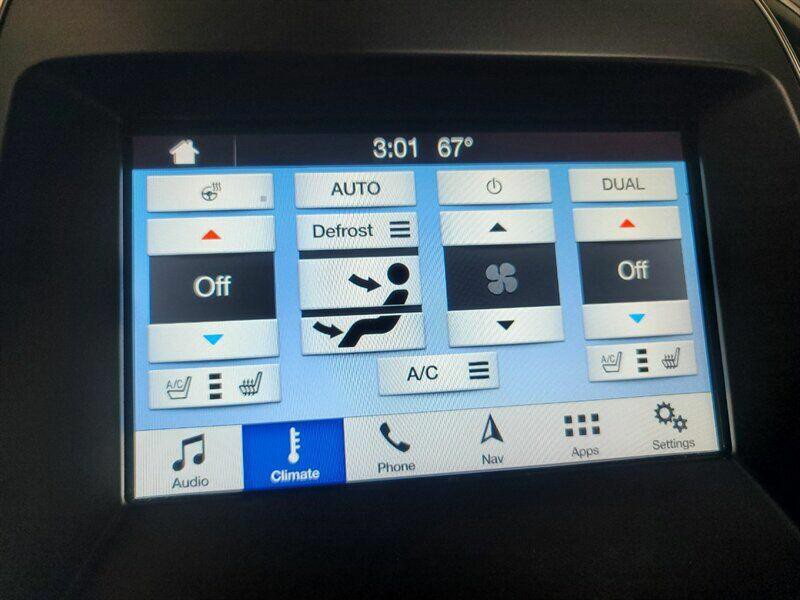 3:01 67°
AUTO
DUAL
Defrost
Off
Off
A/C
A/C
A/C
Audio
Climate
Phone
Nav
Apps
Settings